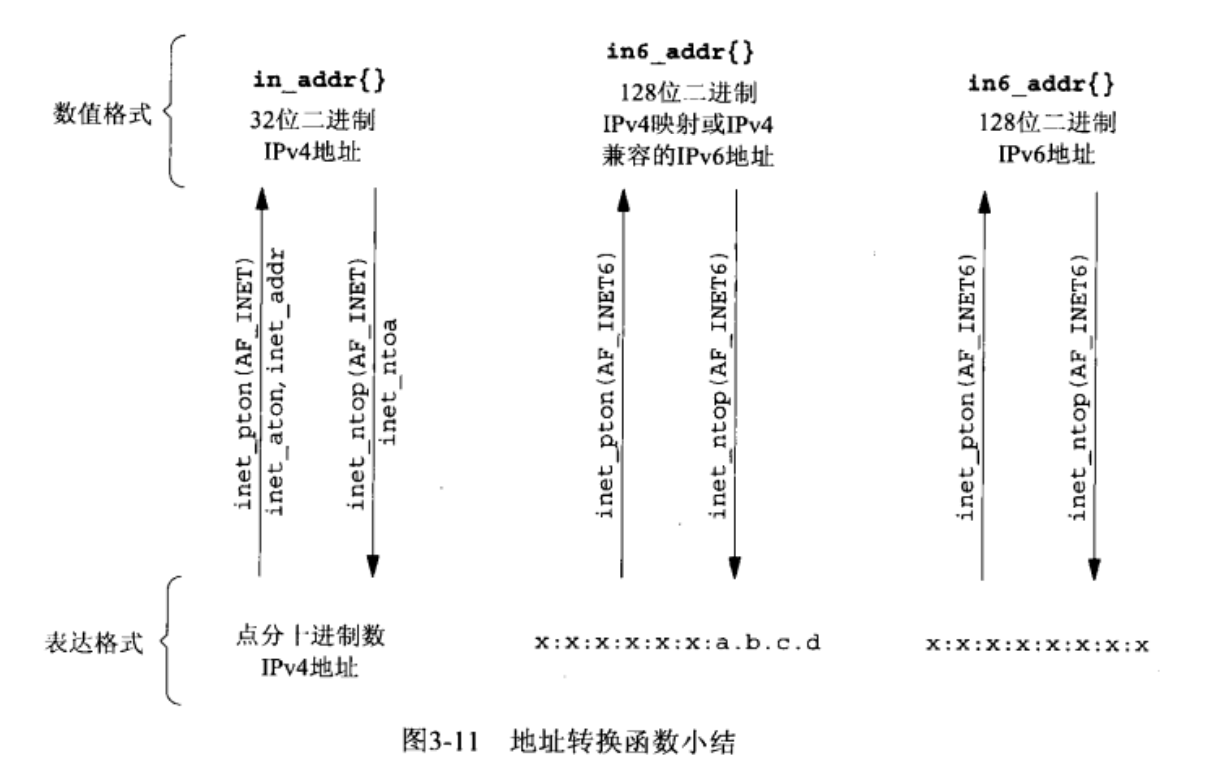 数值格式
in_addr{}
32位二进制
IPv4地址
in6_addr{}
128位二进制
IPv4映射或IPv4
兼容的IPv6地址
in6_addr{}
128位二进制
IPv6地址
inet_pton(AF_INET)
inet_aton,inet_addr
inet_ntop(AF_INET)
inet_ntoa
inet_pton(AF_INET6)
inet_ntop(AF_INET6)
inet_pton(AF_INET6)
inet_ntop(AF_INET6)
表达格式
点分十进制数
IPv4地址
x:x:x:x:x:x:a.b.c.d
x:x:x:x:x:x:x:x
图3-11 地址转换函数小结